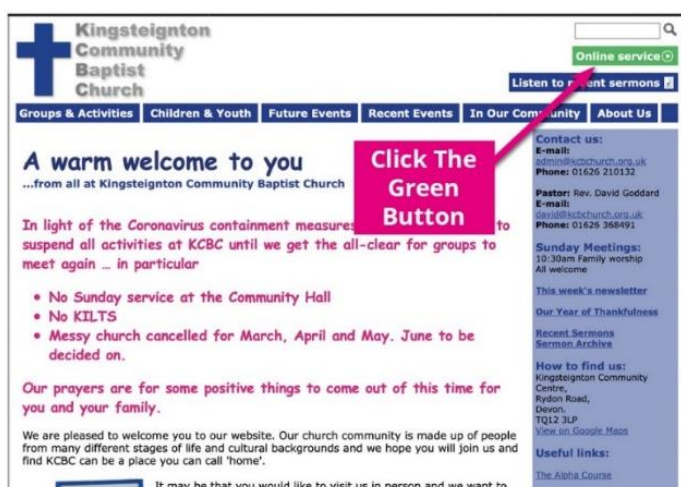 Kingsteignton
Community
Baptist
Church
Online service
Listen to recent sermons
Groups & Activities Children & Youth Future Events Recent Events In Our Community About Us
A warm welcome to you
...from all at Kingsteignton Community Baptist Church
Click The
Green
Button
In light of the Coronavirus containment measures to
suspend all activities at KCBC until we get the all-clear for groups to
meet again ... in particular
• No Sunday service at the Community Hall
• No KILTS
• Messy church cancelled for March, April and May. June to be
decided on.
Our prayers are for some positive things to come out of this time for
you and your family.
We are pleased to welcome you to our website. Our church community is made up of people
from many different stages of life and cultural backgrounds and we hope you will join us and
find KCBC can be a place you can call 'home'.
It may be that you would like to visit us in person and we want to
Contact us:
E-mail:
admin@kcbchurch.org.uk
Phone: 01626 210132
Pastor: Rev. David Goddard
E-mail:
david@kcbchurch.org.uk
Phone: 01626 368491
Sunday Meetings:
10:30am Family worship
All welcome
This week's newsletter
Our Year of Thankfulness
Recent Sermons
Sermon Archive
How to find us:
Kingsteignton Community
Centre,
Rydon Road,
Devon.
TQ12 3LP
View on Google Maps
Useful links:
The Alpha Course